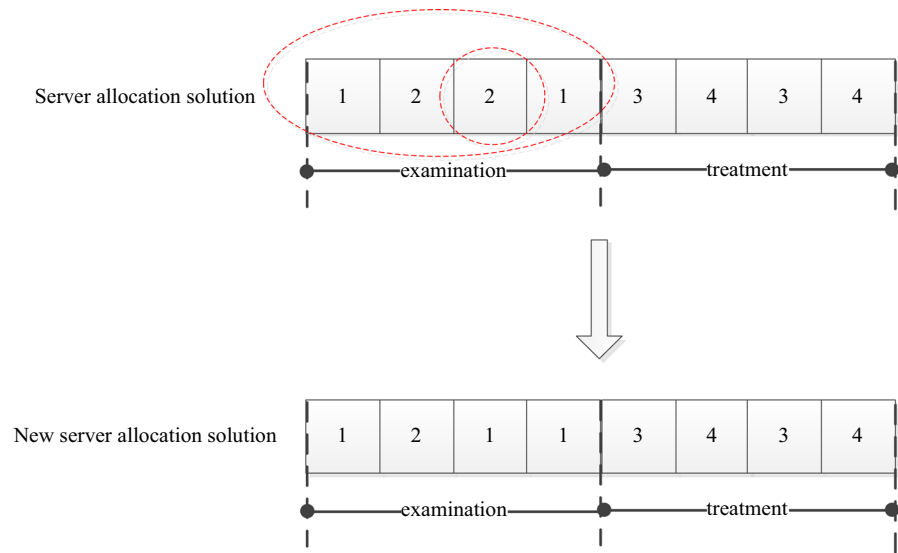 Server allocation solution 1 2 2 1 3 4 3 4
examination treatment
New server allocation solution 1 2 1 1 3 4 3 4
examination treatment